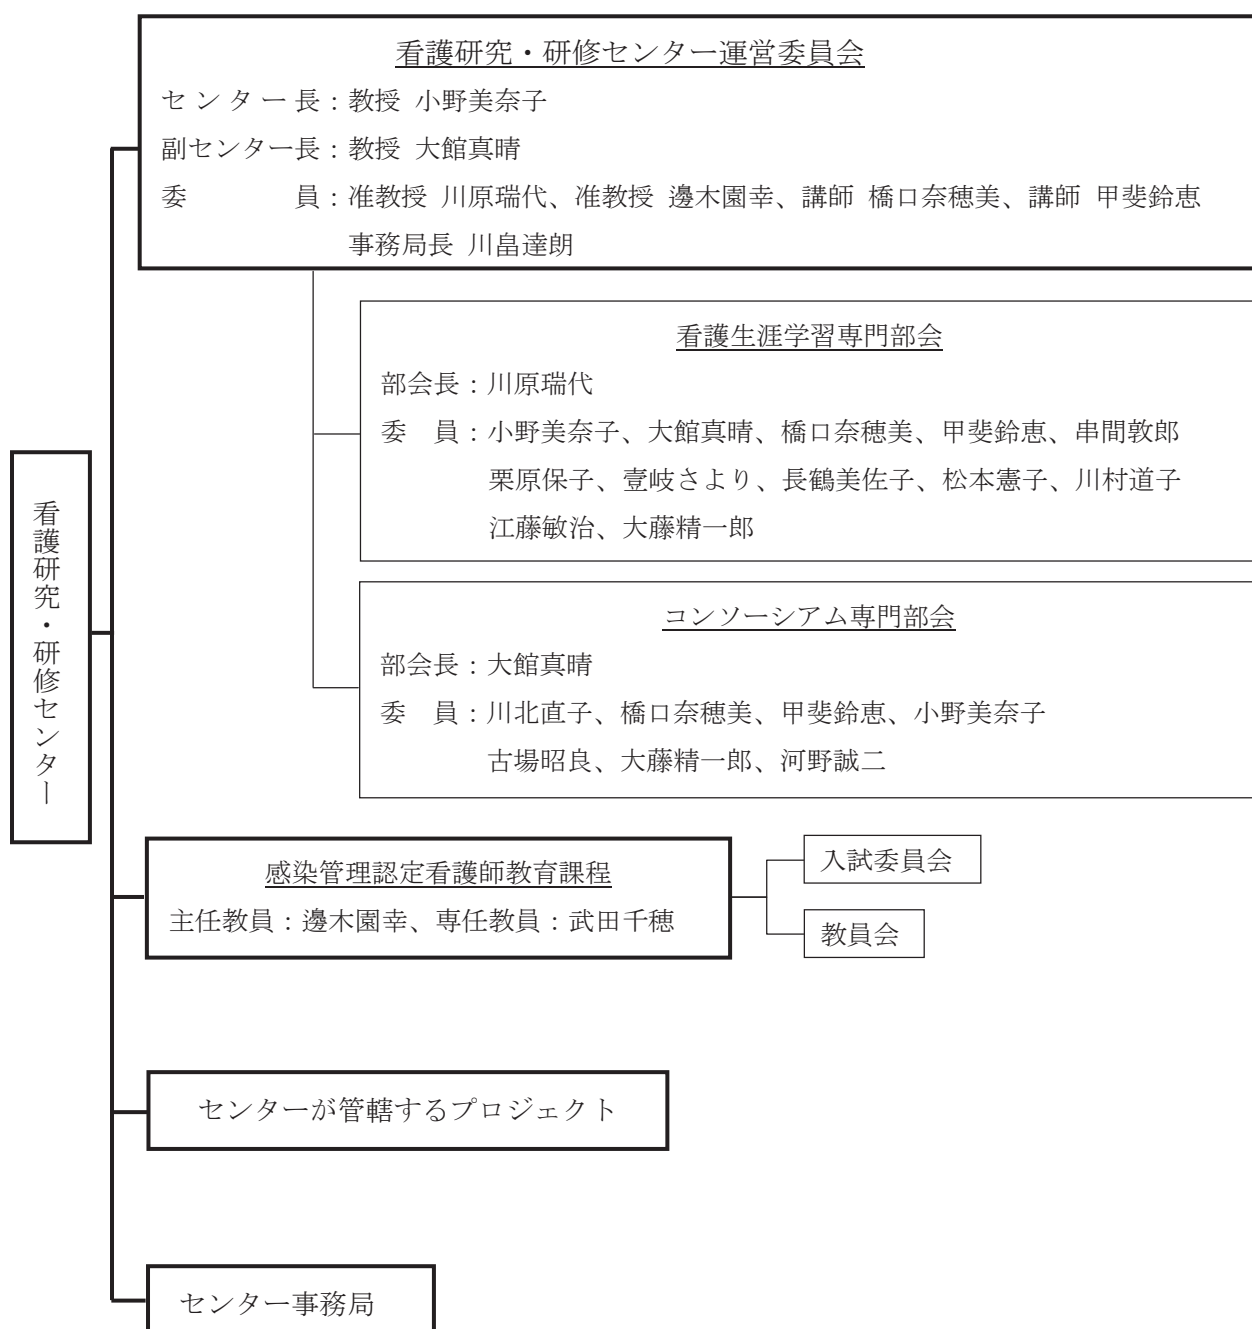 看護研究・研修センター運営委員会
センター長：教授 小野美奈子
副センター長：教授 大館真晴
委員：准教授 川原瑞代、准教授 邊木園幸、講師 橋口奈穂美、講師 甲斐鈴恵
事務局長 川畠達朗
看護生涯学習専門部会
部会長：川原瑞代
委員：小野美奈子、大館真晴、橋口奈穂美、甲斐鈴恵、串間敦郎
栗原保子、壹岐さより、長鶴美佐子、松本憲子、川村道子
江藤敏治、大藤精一郎
看護研究・研修センター
コンソーシアム専門部会
部会長：大館真晴
委員：川北直子、橋口奈穂美、甲斐鈴恵、小野美奈子
古場昭良、大藤精一郎、河野誠二
感染管理認定看護師教育課程
主任教員：邊木園幸、専任教員：武田千穂
入試委員会
教員会
センターが管轄するプロジェクト
センター事務局